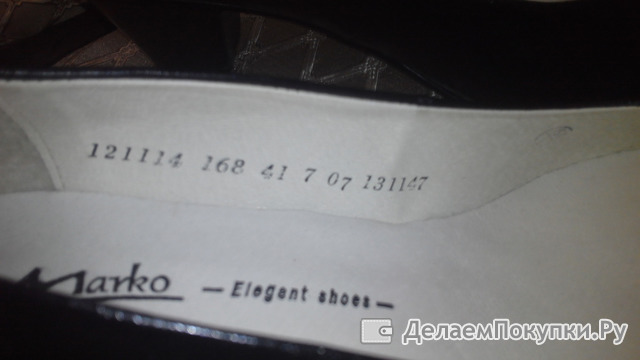 121114 168 41 7 07 131147
Marko — Elegant shoes —
ДелаемПокупки.Ру